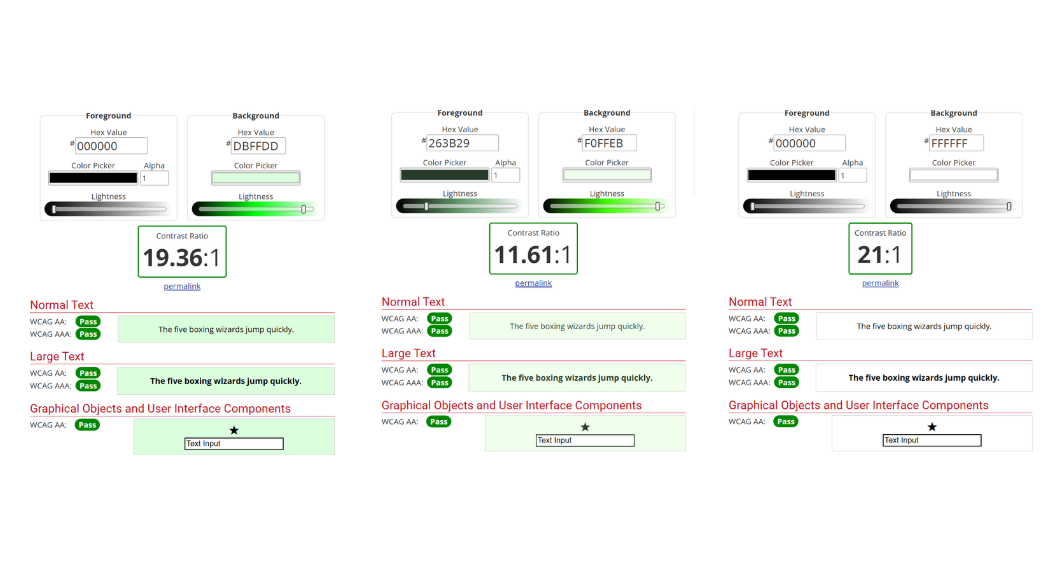 Foreground
Background
Hex Value
Hex Value
#000000
#DBFFDD
Color Picker
Alpha
Color Picker
1
Lightness
Lightness
Contrast Ratio
19.36:1
permalink
Normal Text
WCAG AA: Pass
WCAG AAA: Pass
The five boxing wizards jump quickly.
Large Text
WCAG AA: Pass
WCAG AAA: Pass
The five boxing wizards jump quickly.
Graphical Objects and User Interface Components
WCAG AA: Pass
Text Input
Foreground
Background
Hex Value
Hex Value
#263B29
#F0FFEB
Color Picker
Alpha
Color Picker
1
Lightness
Lightness
Contrast Ratio
11.61:1
permalink
Normal Text
WCAG AA: Pass
WCAG AAA: Pass
The five boxing wizards jump quickly.
Large Text
WCAG AA: Pass
WCAG AAA: Pass
The five boxing wizards jump quickly.
Graphical Objects and User Interface Components
WCAG AA: Pass
Text Input
Foreground
Background
Hex Value
Hex Value
#000000
#FFFFFF
Color Picker
Alpha
Color Picker
1
Lightness
Lightness
Contrast Ratio
21:1
permalink
Normal Text
WCAG AA: Pass
WCAG AAA: Pass
The five boxing wizards jump quickly.
Large Text
WCAG AA: Pass
WCAG AAA: Pass
The five boxing wizards jump quickly.
Graphical Objects and User Interface Components
WCAG AA: Pass
Text Input